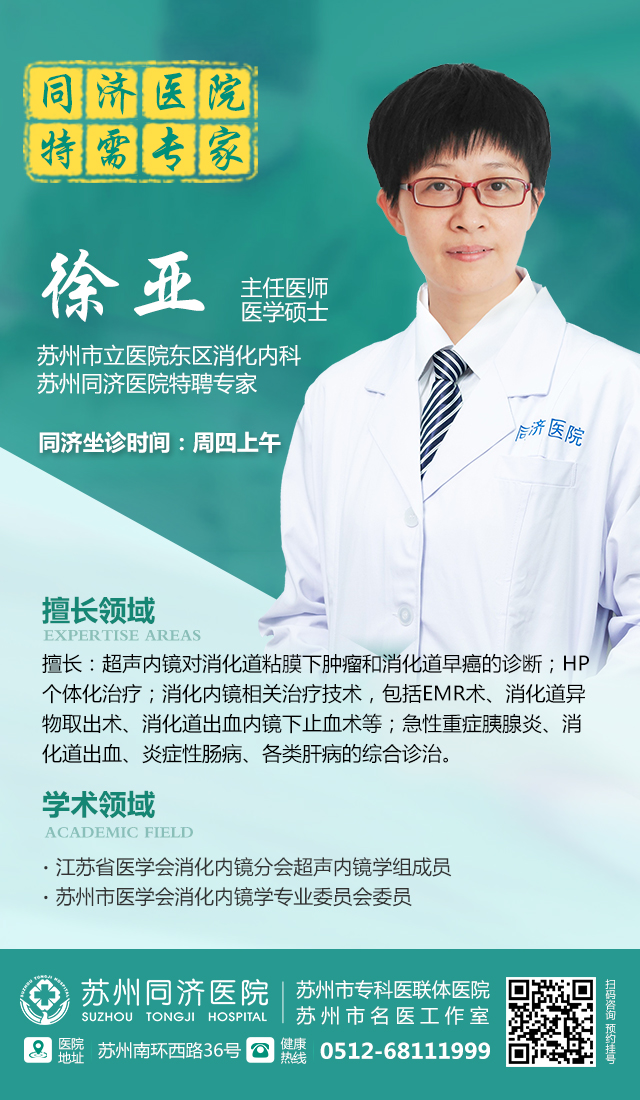 同济医院
特需专家
徐亚
主任医师
医学硕士
苏州市立医院东区消化内科
苏州同济医院特聘专家
同济坐诊时间：周四上午
同济医院
擅长领域
EXPERTISE AREAS
擅长：超声内镜对消化道粘膜下肿瘤和消化道早癌的诊断；HP
个体化治疗；消化内镜相关治疗技术，包括EMR术、消化道异
物取出术、消化道出血内镜下止血术等；急性重症胰腺炎、消
化道出血、炎症性肠病、各类肝病的综合诊治。
学术领域
ACADEMIC FIELD
·江苏省医学会消化内镜分会超声内镜学组成员
·苏州市医学会消化内镜学专业委员会委员
SUZHOU TONGJI HOSPITAL
苏州同济医院
SUZHOU TONGJI HOSPITAL
苏州市专科医联体医院
苏州市名医工作室
医院
地址
苏州南环西路36号
健康
热线
0512-68111999
扫码咨询 预约挂号